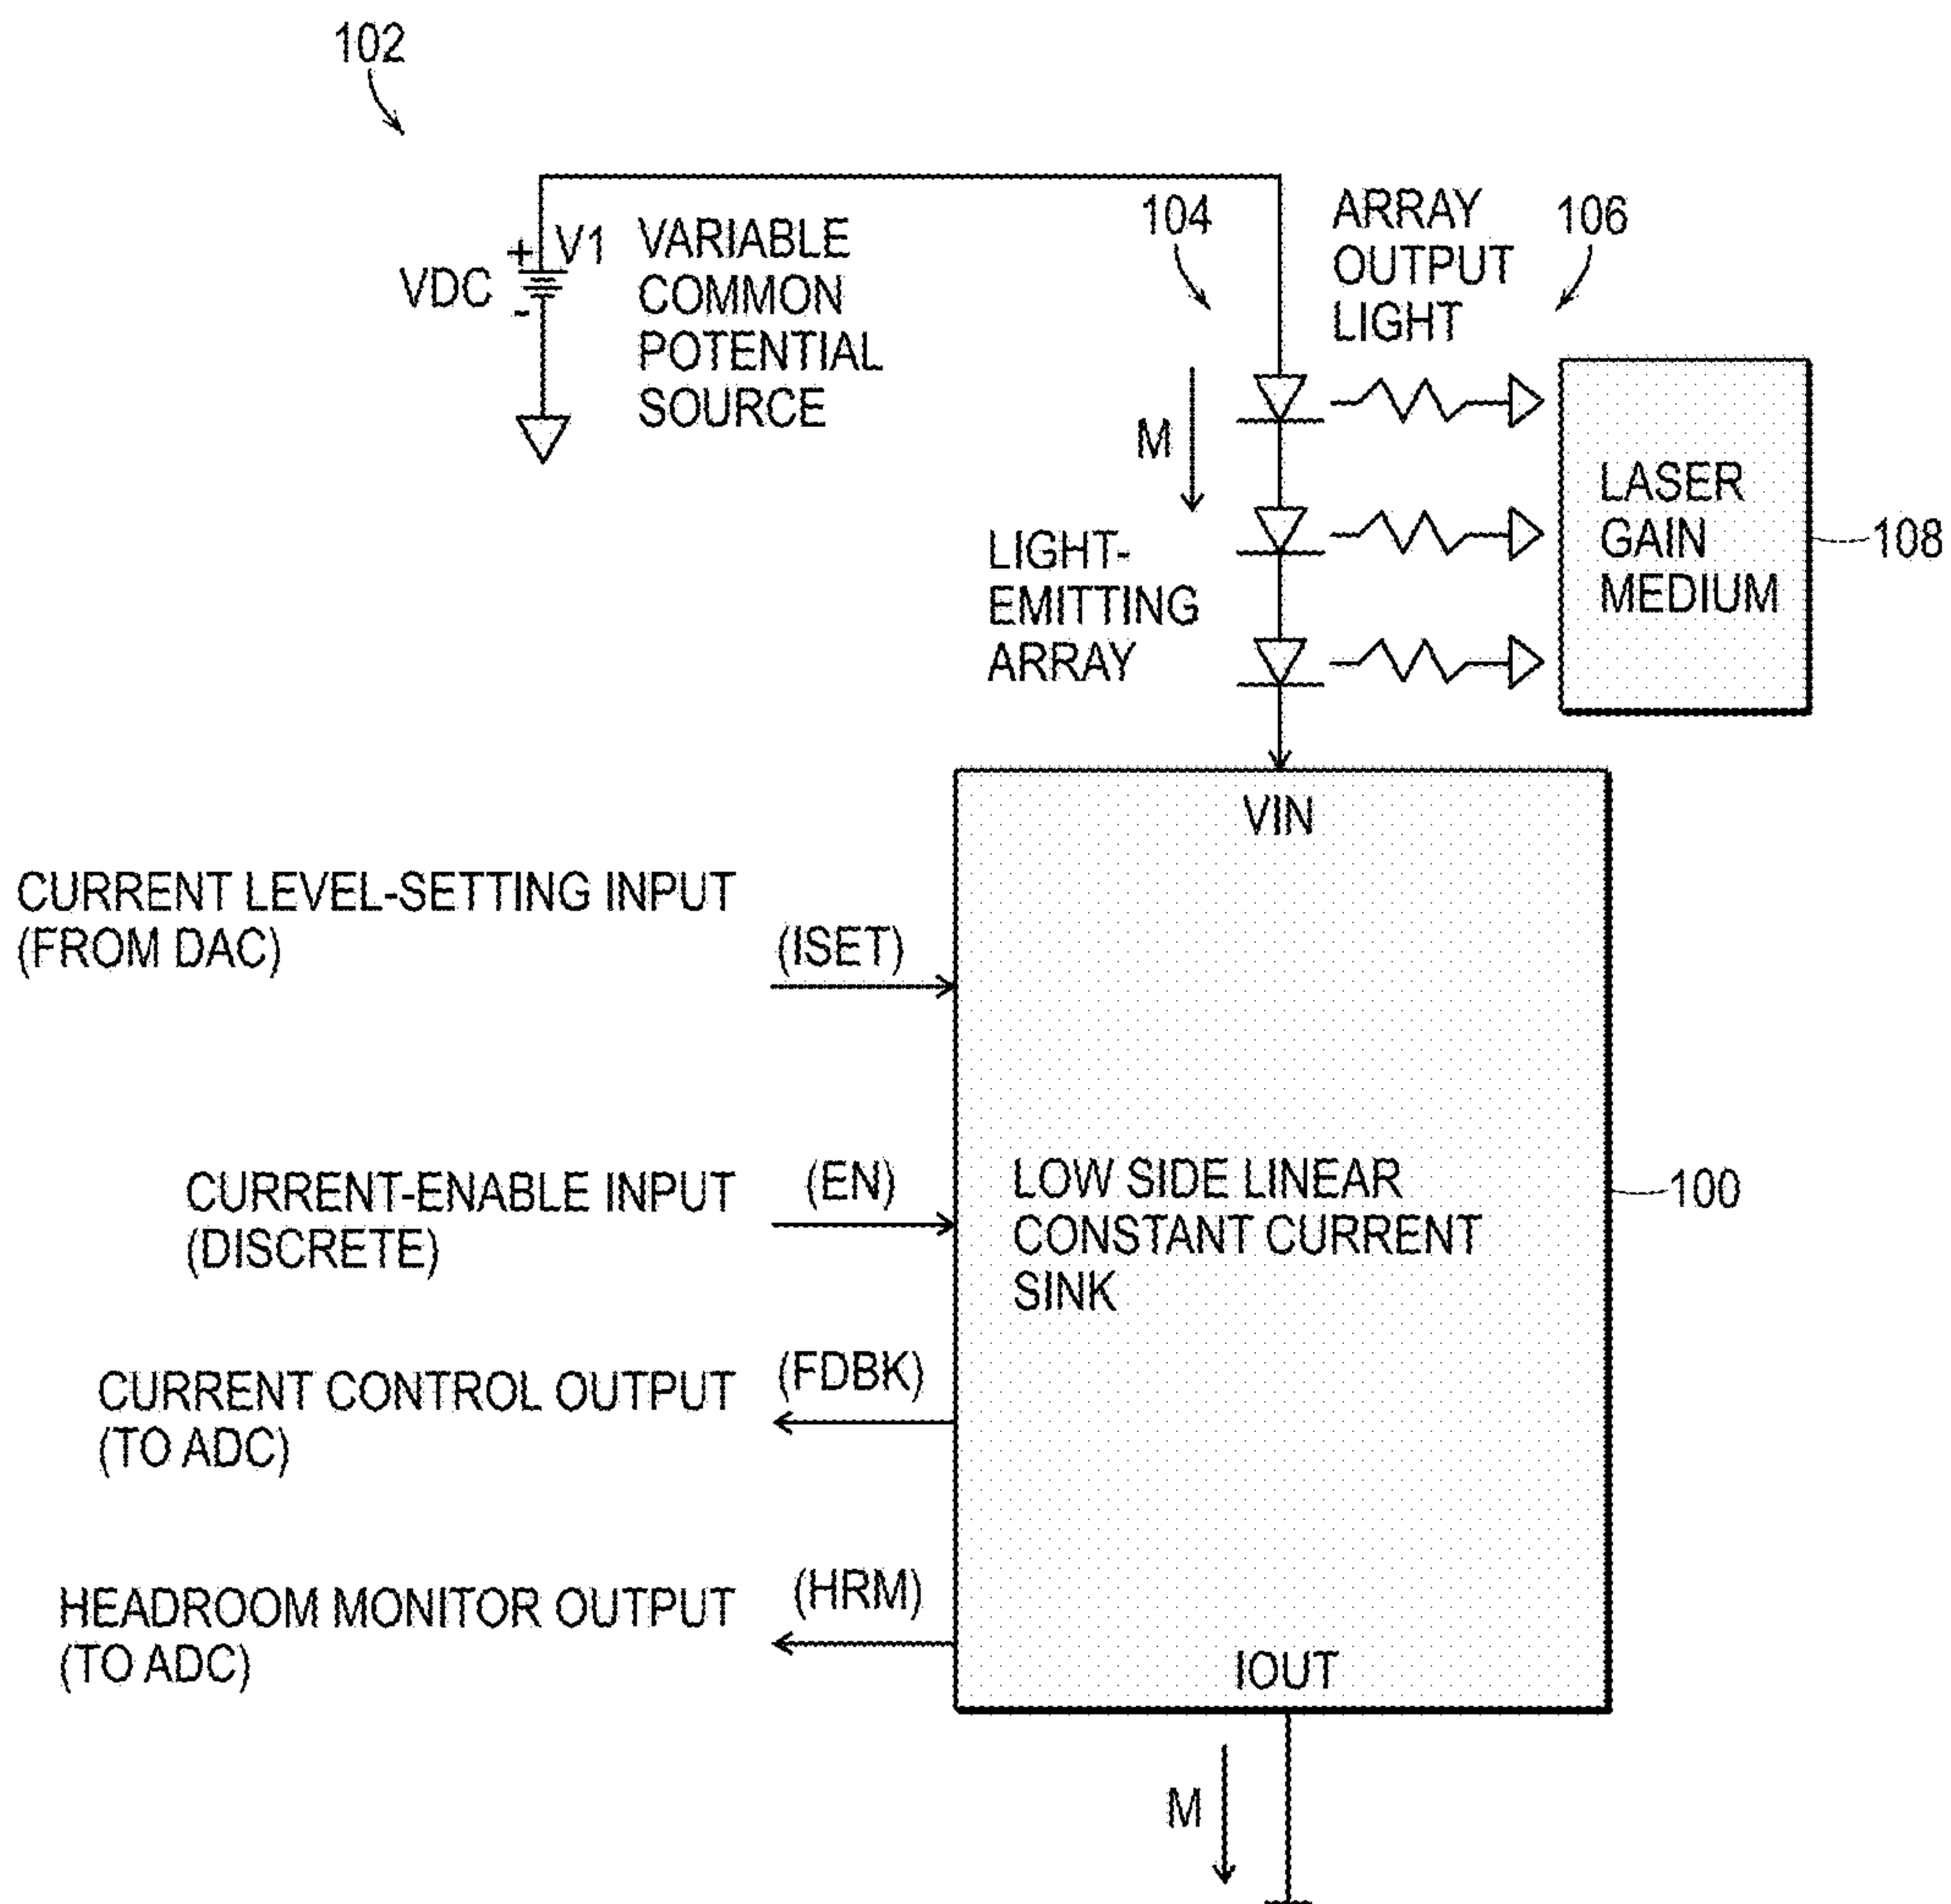 102
+ V1
VDC
-
VARIABLE
COMMON
POTENTIAL
SOURCE
104
ARRAY
OUTPUT
LIGHT
106
M
LIGHT-
EMITTING
ARRAY
LASER
GAIN
MEDIUM
108
VIN
CURRENT LEVEL-SETTING INPUT
(FROM DAC)
(ISET)
CURRENT-ENABLE INPUT
(DISCRETE)
(EN)
LOW SIDE LINEAR
CONSTANT CURRENT
SINK
100
CURRENT CONTROL OUTPUT
(TO ADC)
(FDBK)
HEADROOM MONITOR OUTPUT
(TO ADC)
(HRM)
IOUT
M